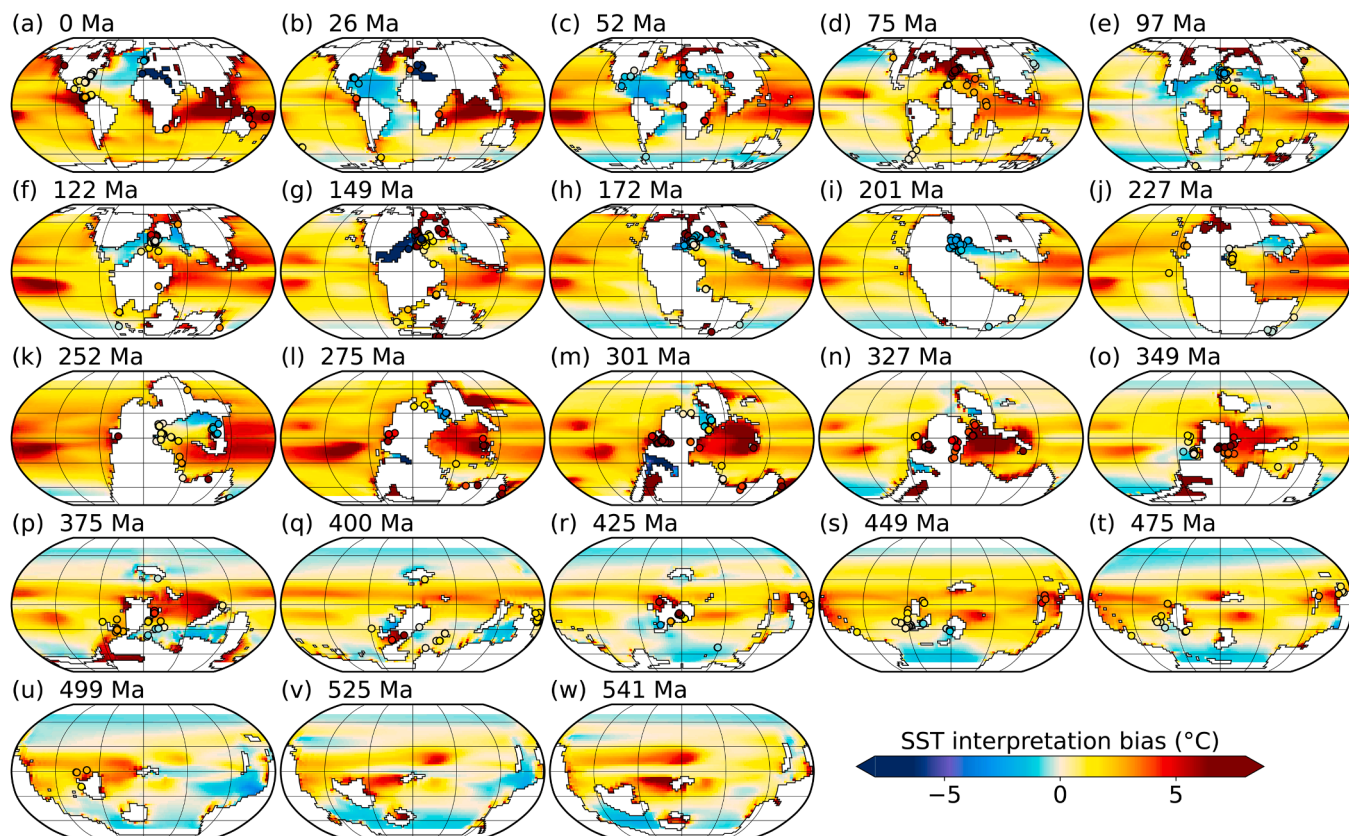 (a) 0 Ma
(b) 26 Ma
(c) 52 Ma
(d) 75 Ma
(e) 97 Ma
(f) 122 Ma
(g) 149 Ma
(h) 172 Ma
(i) 201 Ma
(j) 227 Ma
(k) 252 Ma
(l) 275 Ma
(m) 301 Ma
(n) 327 Ma
(o) 349 Ma
(p) 375 Ma
(q) 400 Ma
(r) 425 Ma
(s) 449 Ma
(t) 475 Ma
(u) 499 Ma
(v) 525 Ma
(w) 541 Ma
SST interpretation bias (°C)
−5 0 5